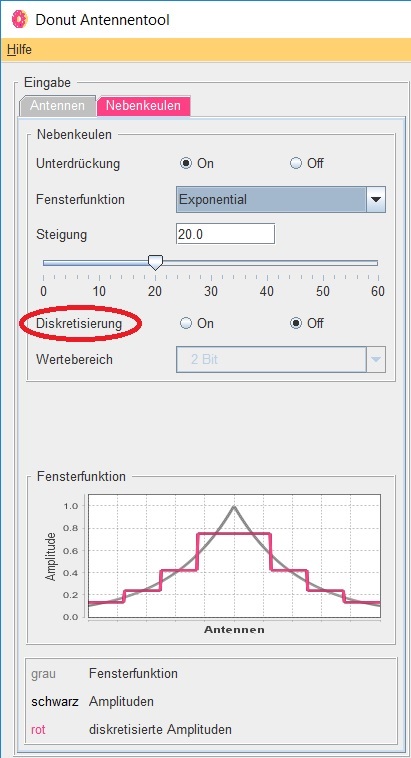 Donut Antennentool
Hilfe
Eingabe
Antennen Nebenkeulen
Nebenkeulen
Unterdrückung On Off
Fensterfunktion Exponential
Steigung 20.0
0 10 20 30 40 50 60
Diskretisierung On Off
Wertebereich 2 Bit
Fensterfunktion
1.0
0.8
0.6
0.4
0.2
0.0
Amplitude
Antennen
grau Fensterfunktion
schwarz Amplituden
rot diskretisierte Amplituden